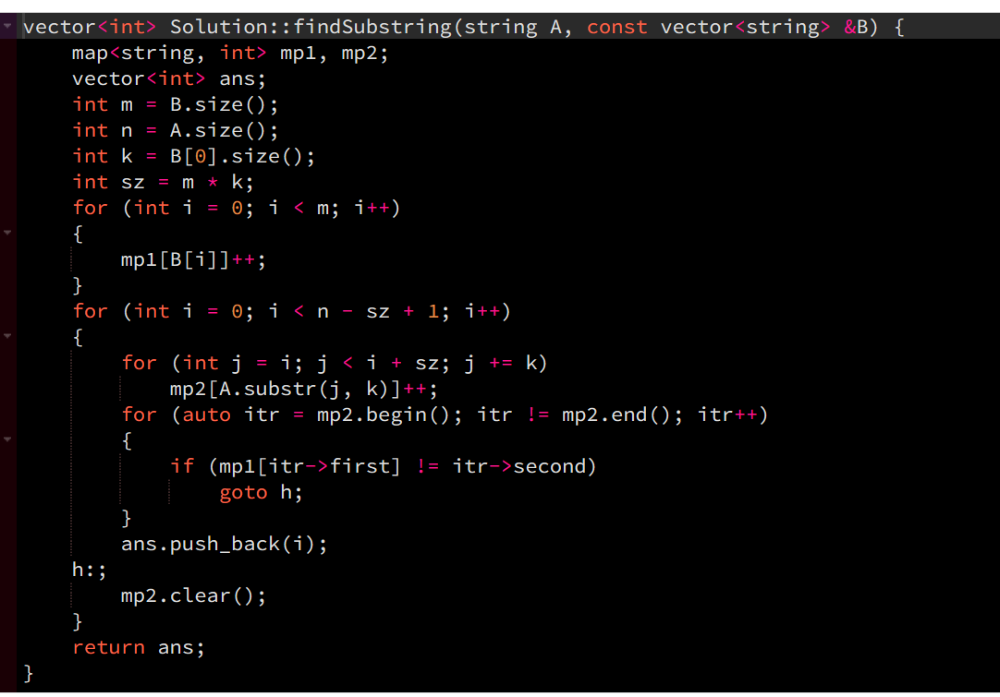 vector<int> Solution::findSubstring(string A, const vector<string> &B) {
    map<string, int> mp1, mp2;
    vector<int> ans;
    int m = B.size();
    int n = A.size();
    int k = B[0].size();
    int sz = m * k;
    for (int i = 0; i < m; i++)
    {
        mp1[B[i]]++;
    }
    for (int i = 0; i < n - sz + 1; i++)
    {
        for (int j = i; j < i + sz; j += k)
            mp2[A.substr(j, k)]++;
        for (auto itr = mp2.begin(); itr != mp2.end(); itr++)
        {
            if (mp1[itr->first] != itr->second)
                goto h;
        }
        ans.push_back(i);
    h:;
        mp2.clear();
    }
    return ans;
}